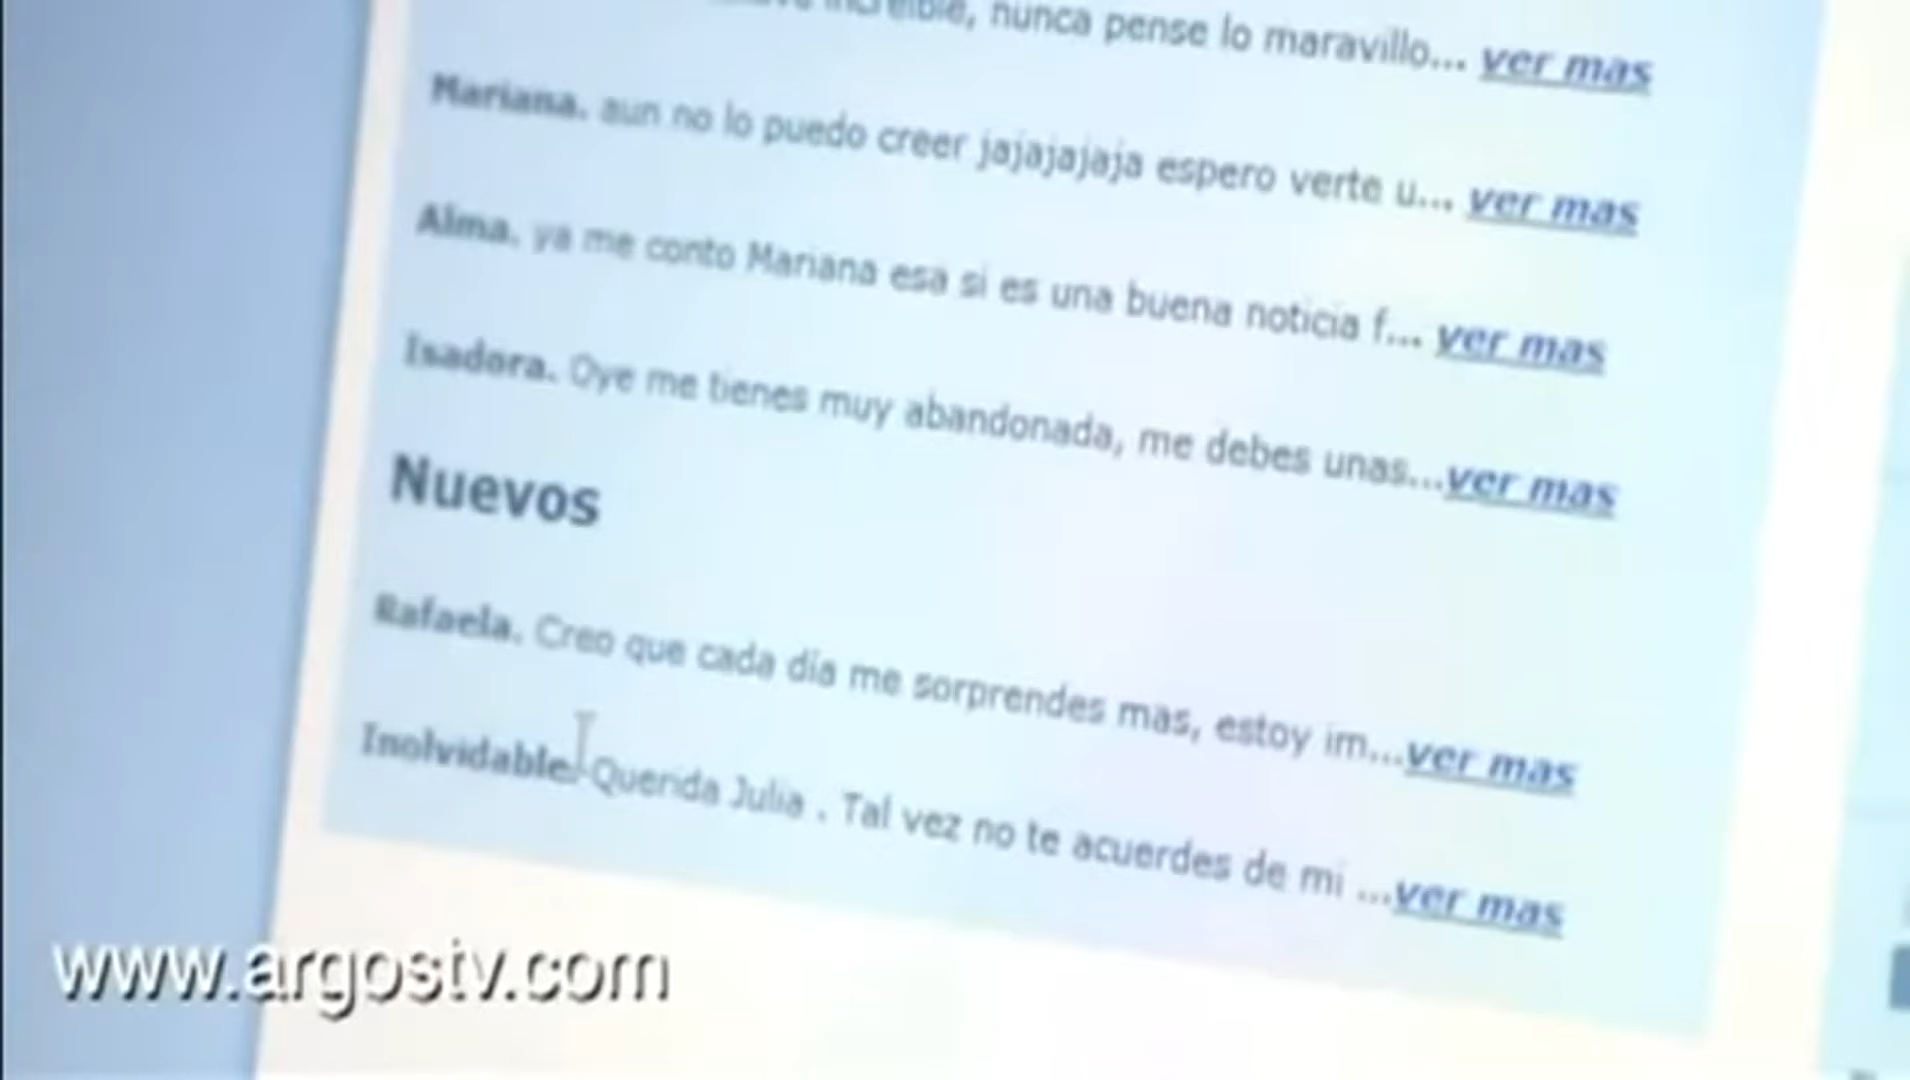 increible, nunca pense lo maravillo... ver mas
Mariana. aun no lo puedo creer jajajajaja espero verte u... ver mas
Alma. ya me conto Mariana esa si es una buena noticia f... ver mas
Isadora. Oye me tienes muy abandonada, me debes unas...ver mas
Nuevos
Rafaela. Creo que cada día me sorprendes mas, estoy im...ver mas
Inolvidable. Querida Julia . Tal vez no te acuerdes de mi ...ver mas
www.argostv.com